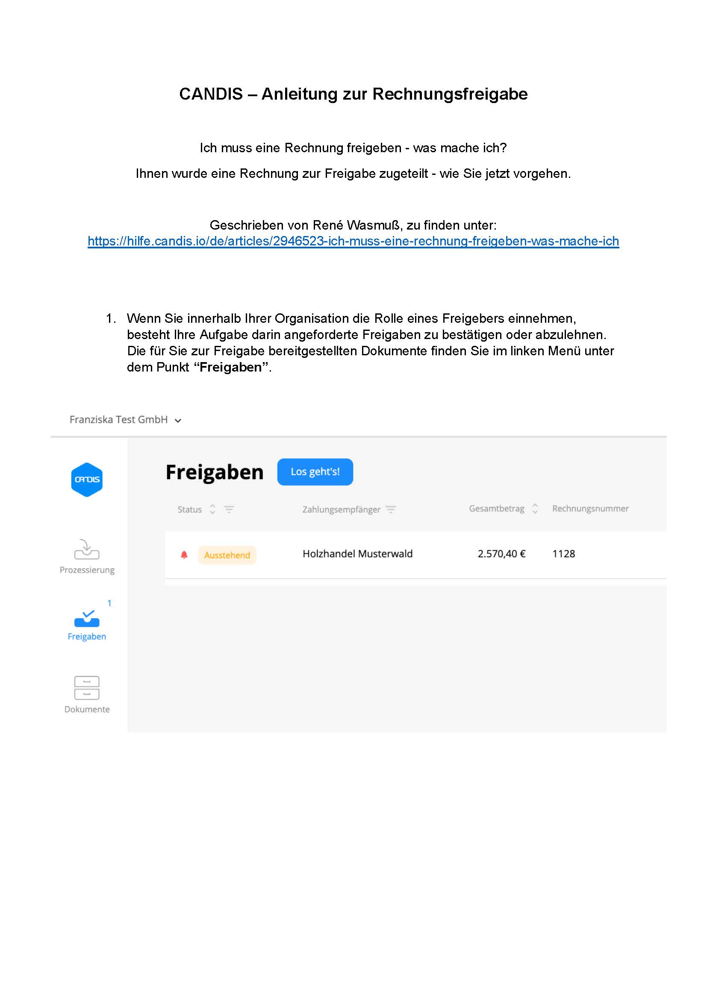 CANDIS – Anleitung zur Rechnungsfreigabe
Ich muss eine Rechnung freigeben - was mache ich?
Ihnen wurde eine Rechnung zur Freigabe zugeteilt - wie Sie jetzt vorgehen.
Geschrieben von René Wasmuß, zu finden unter:
https://hilfe.candis.io/de/articles/2946523-ich-muss-eine-rechnung-freigeben-was-mache-ich
1. Wenn Sie innerhalb Ihrer Organisation die Rolle eines Freigebers einnehmen,
besteht Ihre Aufgabe darin angeforderte Freigaben zu bestätigen oder abzulehnen.
Die für Sie zur Freigabe bereitgestellten Dokumente finden Sie im linken Menü unter
dem Punkt “Freigaben”.
Franziska Test GmbH
CANDIS
Freigaben Los geht's!
Status Zahlungsempfänger Gesamtbetrag Rechnungsnummer
Ausstehend Holzhandel Musterwald 2.570,40 € 1128
Prozessierung
1
Freigaben
Dokumente